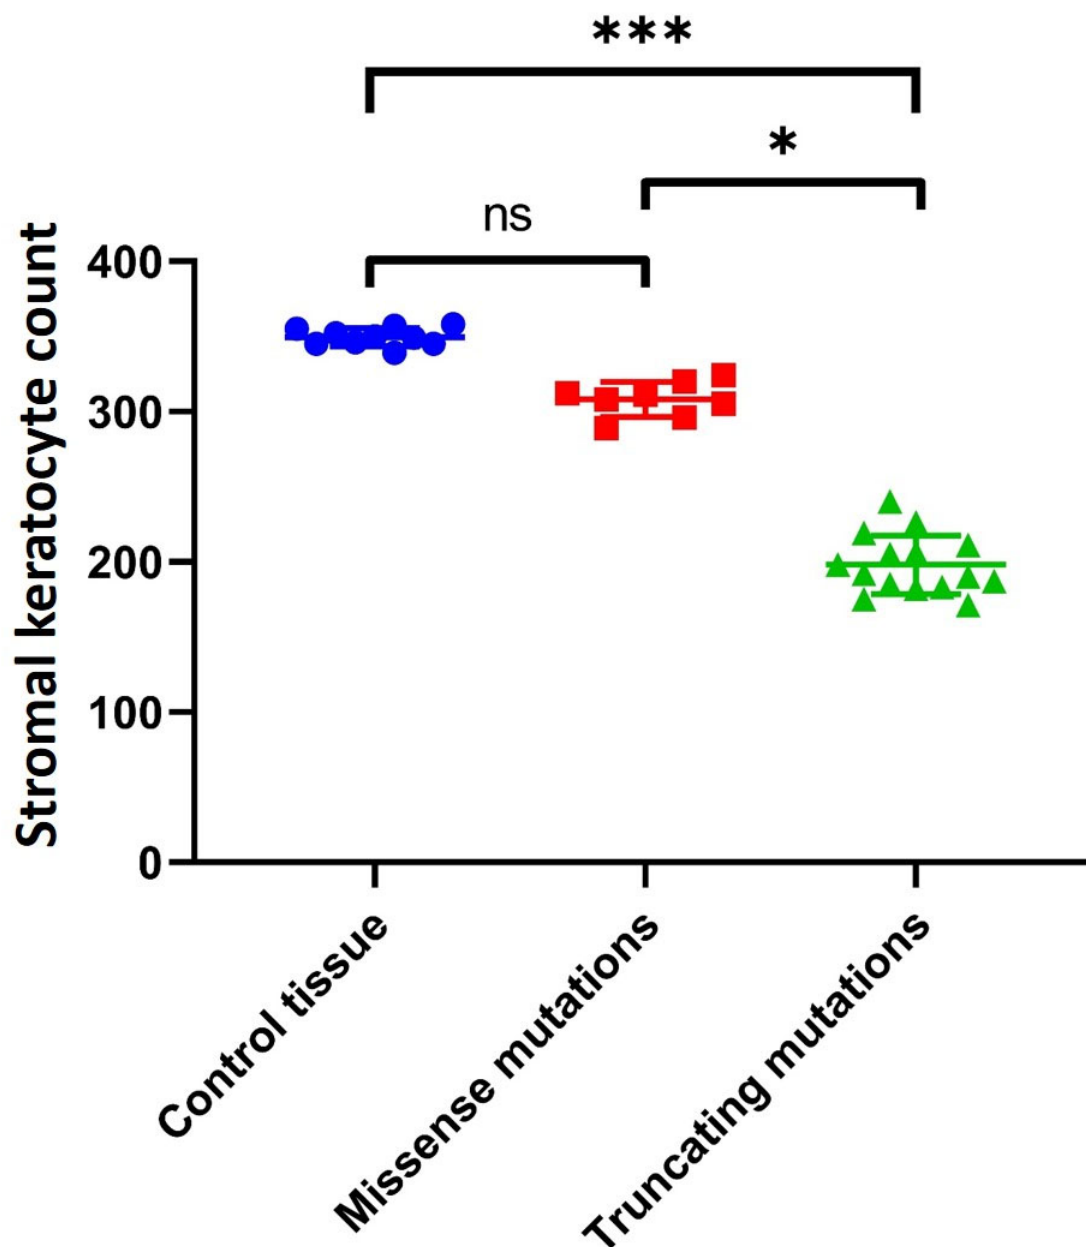 ***
*
ns
Stromal keratocyte count
400
300
200
100
0
Control tissue
Missense mutations
Truncating mutations